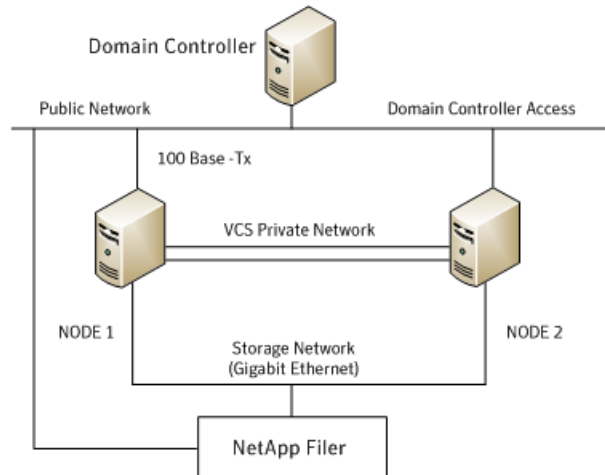 Domain Controller
Public Network
Domain Controller Access
100 Base -Tx
VCS Private Network
NODE 1
NODE 2
Storage Network
(Gigabit Ethernet)
NetApp Filer